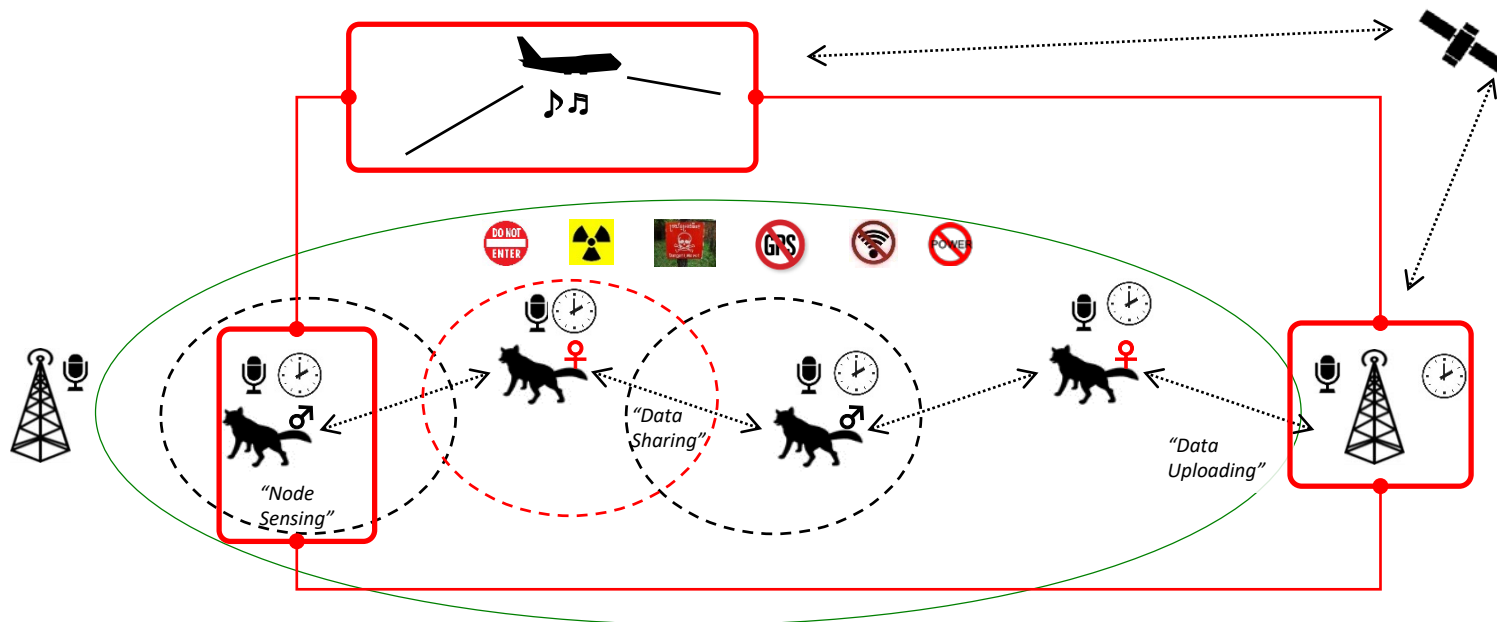 DO NOT
ENTER
GPS
POWER
“Data
Sharing”
“Data
Uploading”
“Node
Sensing”